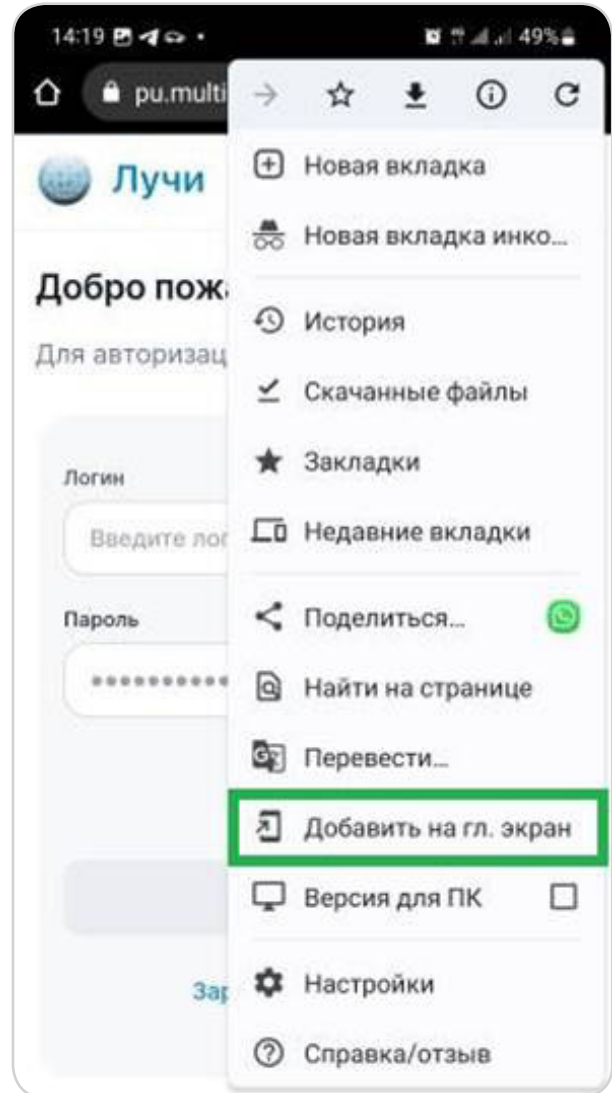 14:19 49%
pu.multi
Лучи
Добро пож
Для авторизац
Логин
Введите лог
Пароль
Зар
Новая вкладка
Новая вкладка инко...
История
Скачанные файлы
Закладки
Недавние вкладки
Поделиться...
Найти на странице
Перевести...
Добавить на гл. экран
Версия для ПК
Настройки
Справка/отзыв